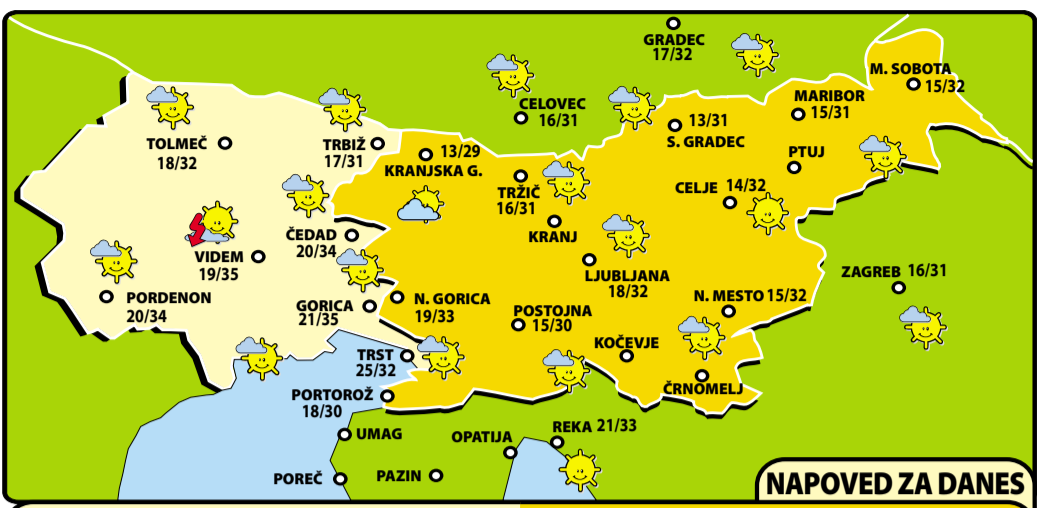 GRADEC
17/32
M. SOBOTA
15/32
CELOVEC
16/31
MARIBOR
15/31
13/31
S. GRADEC
TOLMEČ
18/32
TRBIŽ
17/31
13/29
KRANJSKA G.
PTUJ
TRŽIČ
16/31
CELJE 14/32
KRANJ
ČEDAD
20/34
VIDEM
19/35
LJUBLJANA
18/32
ZAGREB 16/31
PORDENON
20/34
GORICA
21/35
N. GORICA
19/33
N. MESTO 15/32
POSTOJNA
15/30
KOČEVJE
TRST
25/32
ČRNOMELJ
PORTOROŽ
18/30
UMAG
OPATIJA
REKA 21/33
POREČ
PAZIN
NAPOVED ZA DANES